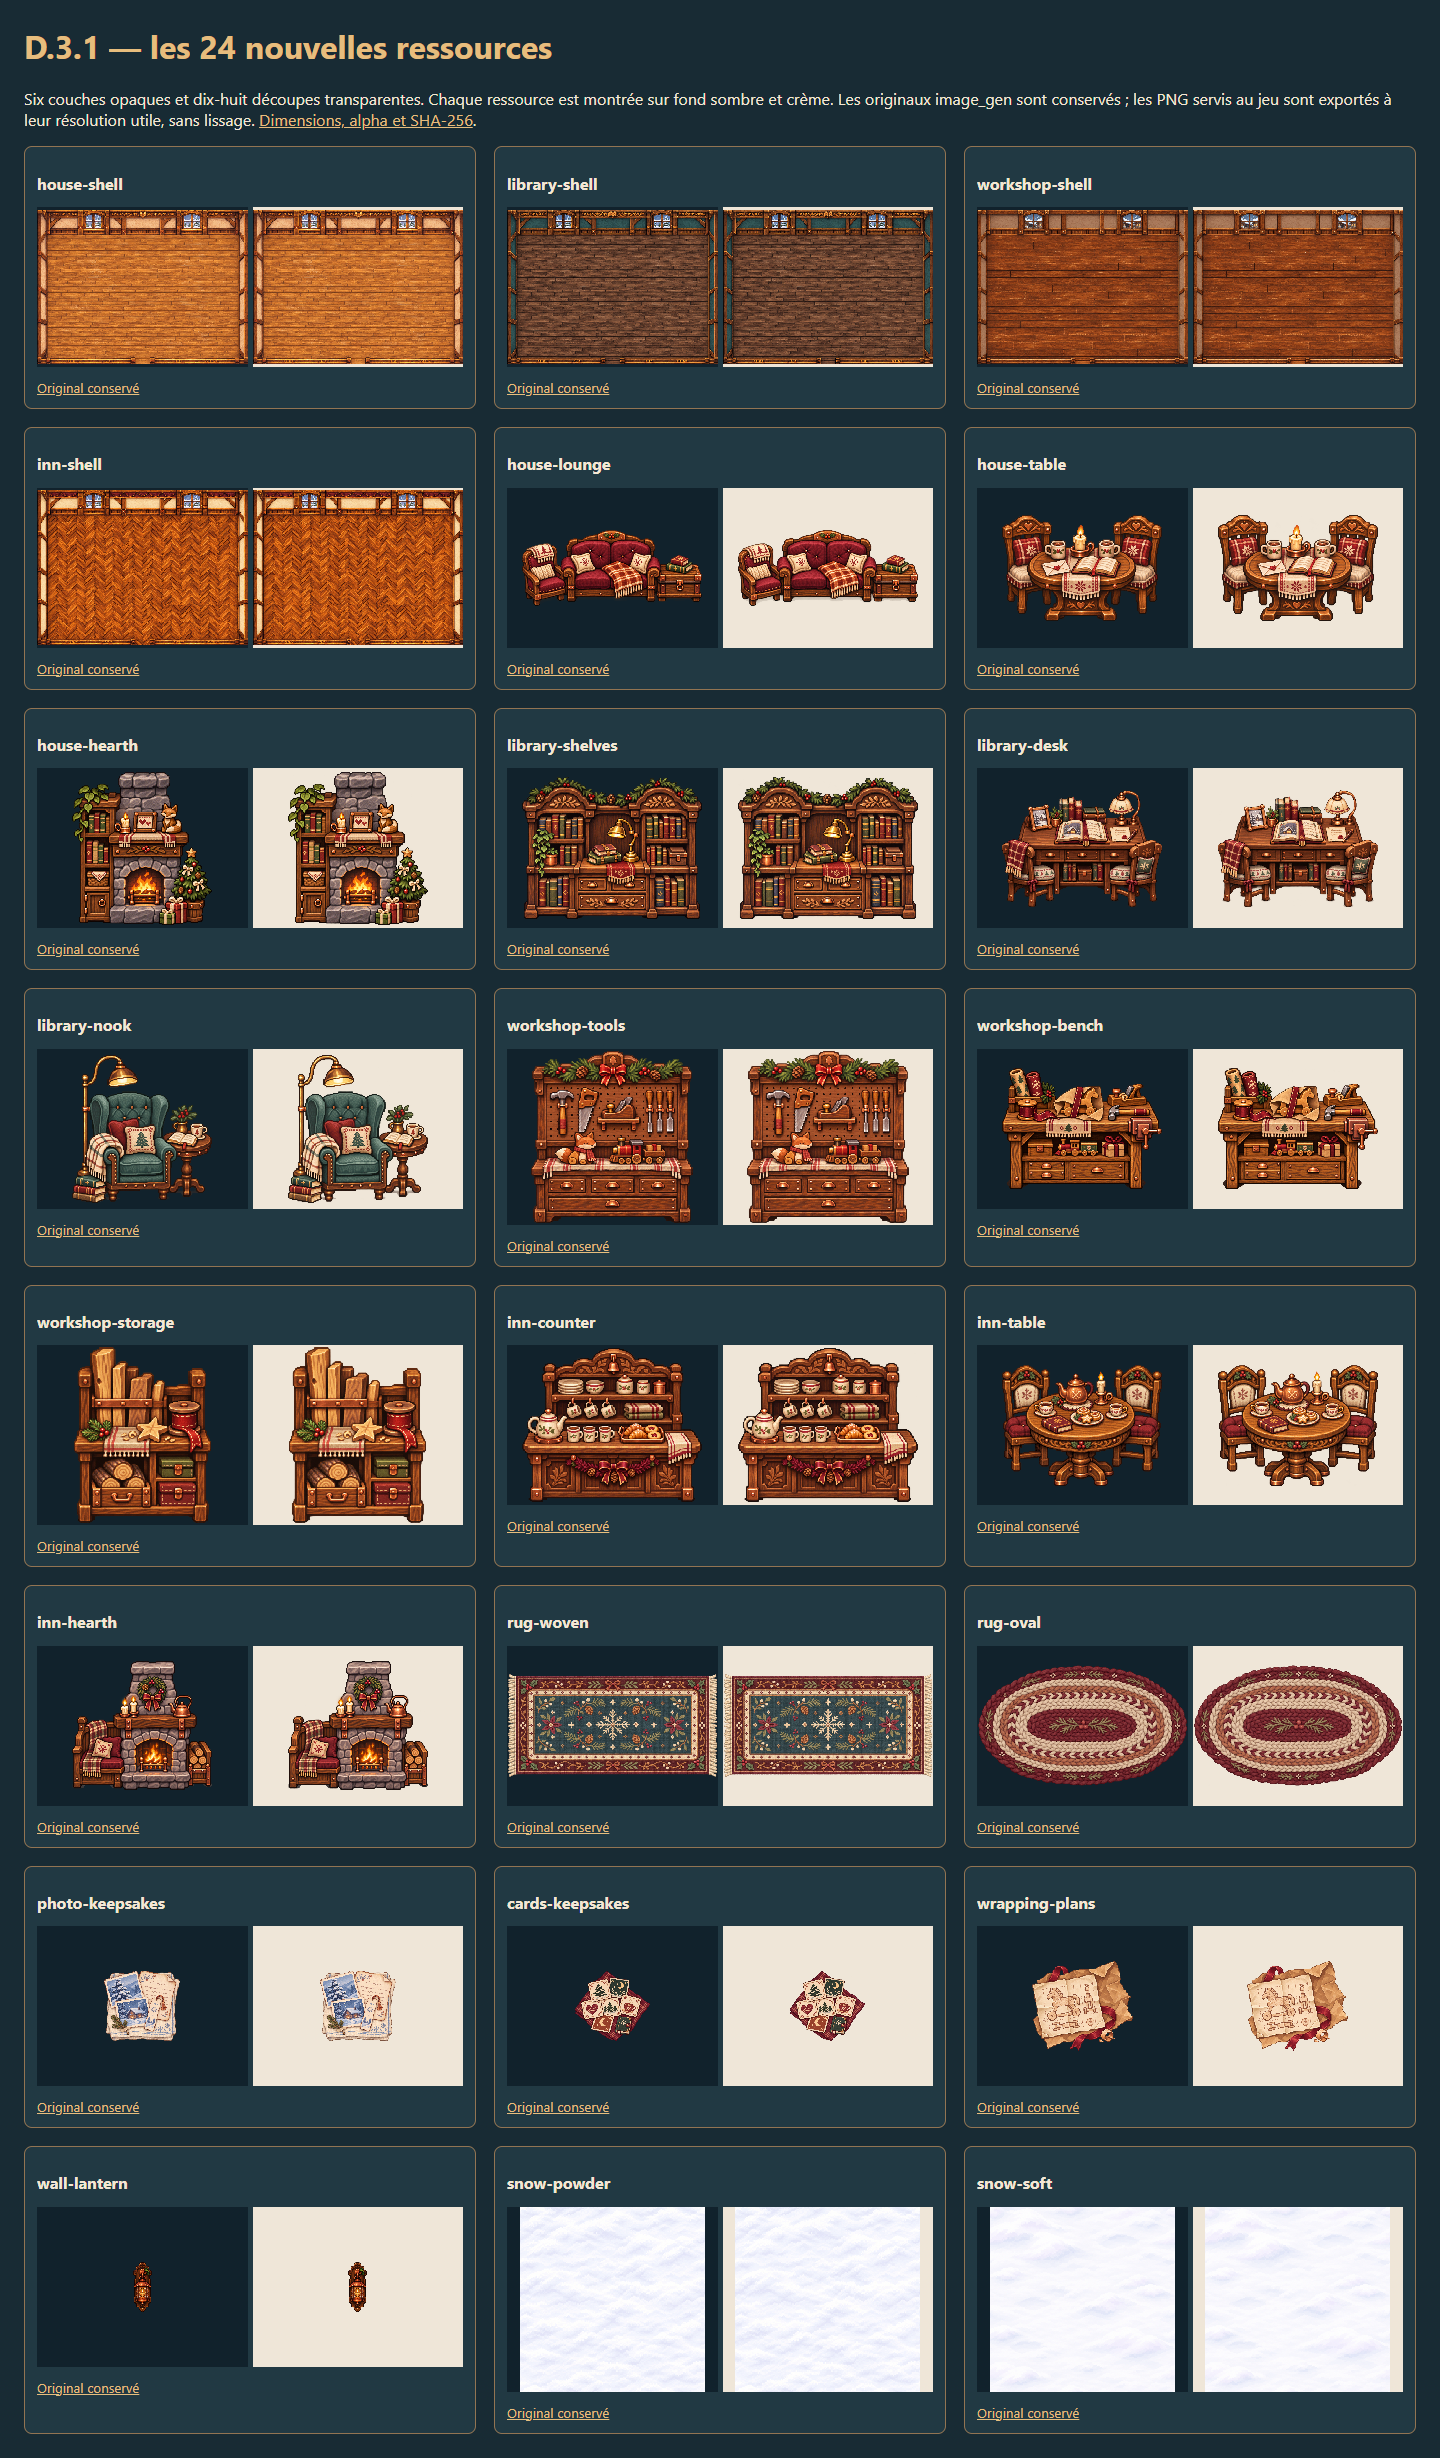 D.3.1 — les 24 nouvelles ressources
Six couches opaques et dix-huit découpes transparentes. Chaque ressource est montrée sur fond sombre et crème. Les originaux image_gen sont conservés ; les PNG servis au jeu sont exportés à
leur résolution utile, sans lissage. Dimensions, alpha et SHA-256.
house-shell
Original conservé
library-shell
Original conservé
workshop-shell
Original conservé
inn-shell
Original conservé
house-lounge
Original conservé
house-table
Original conservé
house-hearth
Original conservé
library-shelves
Original conservé
library-desk
Original conservé
library-nook
Original conservé
workshop-tools
Original conservé
workshop-bench
Original conservé
workshop-storage
Original conservé
inn-counter
Original conservé
inn-table
Original conservé
inn-hearth
Original conservé
rug-woven
Original conservé
rug-oval
Original conservé
photo-keepsakes
Original conservé
cards-keepsakes
Original conservé
wrapping-plans
Original conservé
wall-lantern
Original conservé
snow-powder
Original conservé
snow-soft
Original conservé